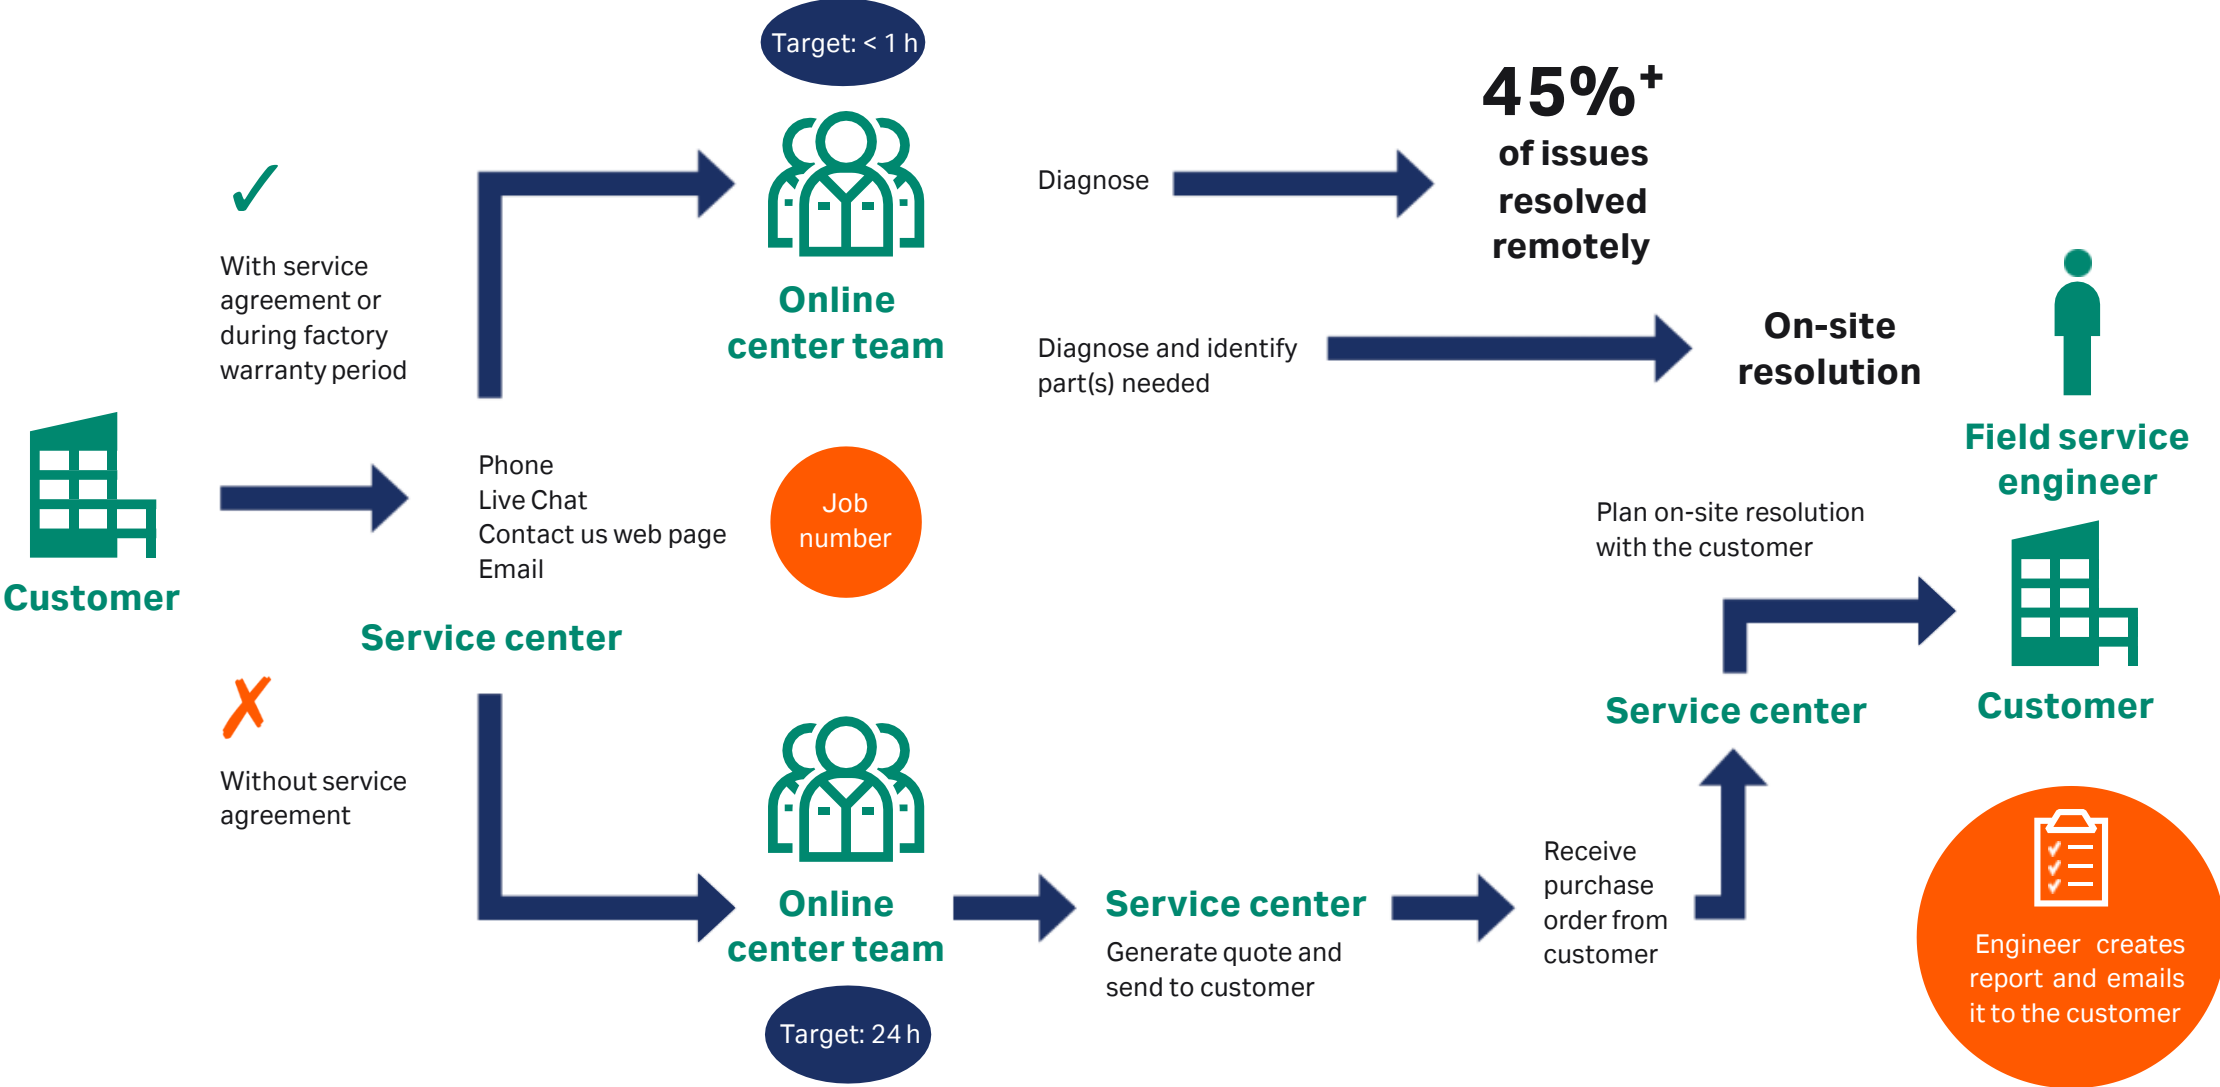 Target: < 1 h
45%+
of issues
resolved
remotely
Diagnose
With service
agreement or
during factory
warranty period
Online
center team
Diagnose and identify
part(s) needed
On-site
resolution
Field service
engineer
Customer
Phone
Live Chat
Contact us web page
Email
Job
number
Service center
Plan on-site resolution
with the customer
Service center
Customer
Without service
agreement
Online
center team
Target: 24 h
Service center
Generate quote and
send to customer
Receive
purchase
order from
customer
Engineer creates
report and emails
it to the customer